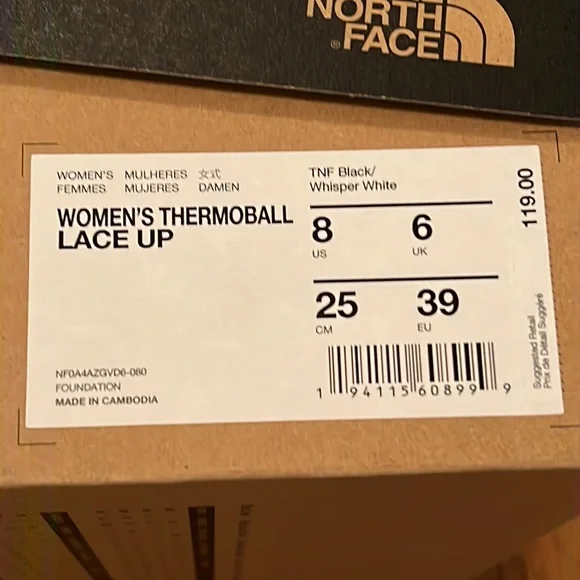 NORTH
FACE
WOMEN'S MULHERES 女式
FEMMES MUJERES DAMEN
WOMEN'S THERMOBALL
LACE UP
NF0A4AZGVD6-080
FOUNDATION
MADE IN CAMBODIA
TNF Black/
Whisper White
8 6
US UK
25 39
CM EU
1 94115 60899 9
119.00
Suggested Retail
Prix de Détail Suggéré